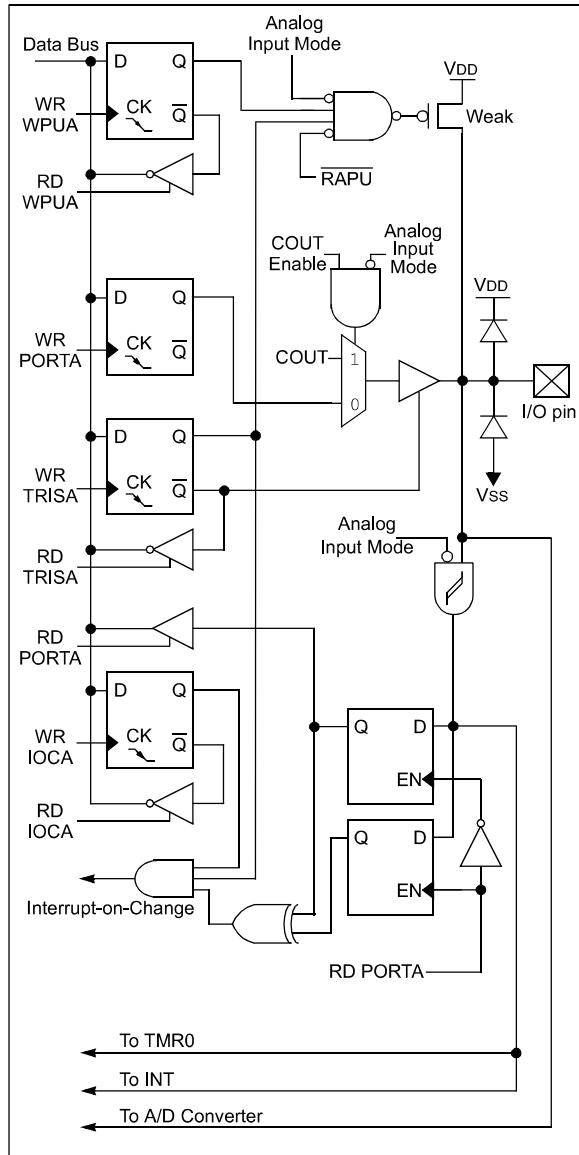 Analog
Input Mode
Data Bus
D Q
VDD
WR
WPUA
CK
Q
Weak
RD
WPUA
RAPU
COUT
Enable
Analog
Input
Mode
D Q
VDD
WR
PORTA
CK
Q
COUT
1
0
I/O pin
D Q
WR
TRISA
CK
Q
VSS
RD
TRISA
Analog
Input Mode
RD
PORTA
D Q
WR
IOCA
CK
Q
Q D
EN
RD
IOCA
Q D
EN
Interrupt-on-Change
RD PORTA
To TMR0
To INT
To A/D Converter